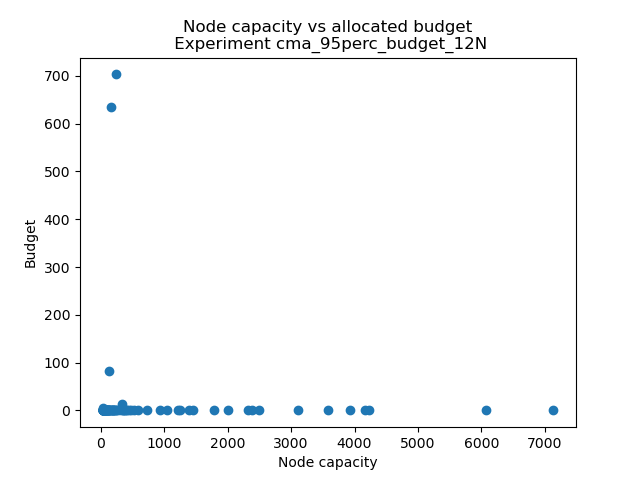 Node capacity vs allocated budget
Experiment cma_95perc_budget_12N
700
600
500
400
300
200
100
0
Budget
0 1000 2000 3000 4000 5000 6000 7000
Node capacity